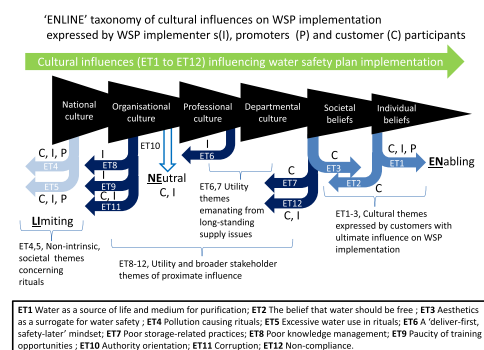 ‘ENLINE’ taxonomy of cultural influences on WSP implementation
expressed by WSP implementer s(I), promoters (P) and customer (C) participants
Cultural influences (ET1 to ET12) influencing water safety plan implementation
National
culture
Organisational
culture
Professional
culture
Departmental
culture
Societal
beliefs
Individual
beliefs
C, I, P
ET4
ET5
C, I, P
LImiting
I
ET8
I
ET9
C, I
ET11
ET10
NEutral
C, I
I
ET6
C
ET7
ET12
C, I
C
ET3
ET2
C
C, I, P
ET1
ENabling
ET4,5, Non-intrinsic,
societal themes
concerning
rituals
ET6,7 Utility
themes
emanating from
long-standing
supply issues
ET8-12, Utility and broader stakeholder
themes of proximate influence
ET1-3, Cultural themes
expressed by customers with
ultimate influence on WSP
implementation
ET1 Water as a source of life and medium for purification; ET2 The belief that water should be free ; ET3 Aesthetics
as a surrogate for water safety ; ET4 Pollution causing rituals; ET5 Excessive water use in rituals; ET6 A ‘deliver-first,
safety-later’ mindset; ET7 Poor storage-related practices; ET8 Poor knowledge management; ET9 Paucity of training
opportunities ; ET10 Authority orientation; ET11 Corruption; ET12 Non-compliance.